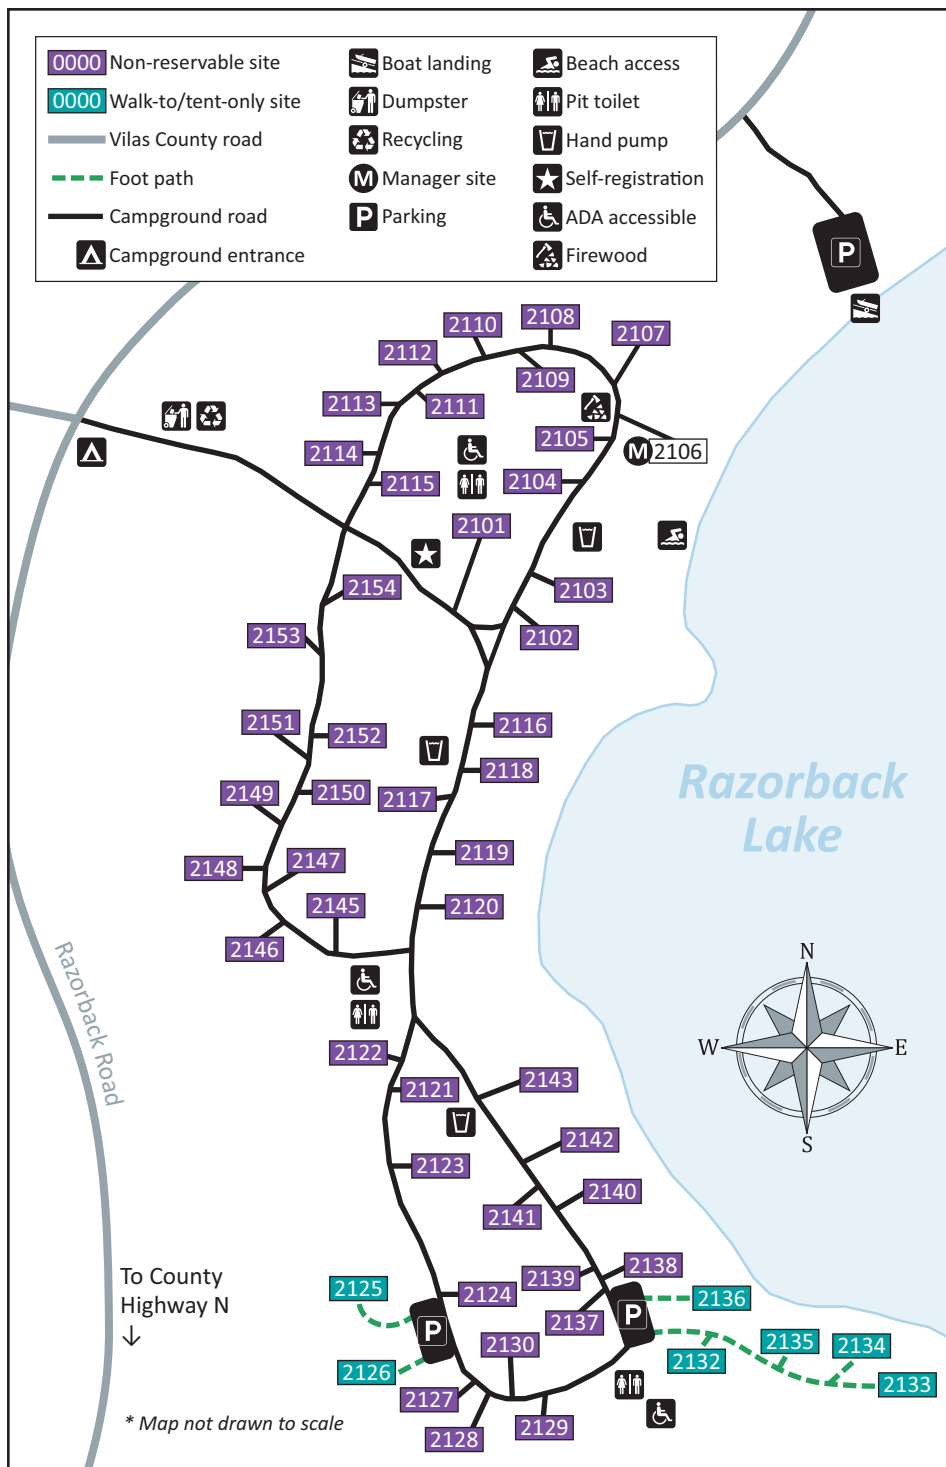 0000 Non-reservable site
0000 Walk-to/tent-only site
Vilas County road
Foot path
Campground road
Campground entrance
Boat landing
Dumpster
Recycling
M Manager site
P Parking
Beach access
Pit toilet
Hand pump
Self-registration
ADA accessible
Firewood
P
2108
2110
2107
2112
2109
2113
2111
2105
M 2106
2114
2115
2104
2101
2103
2154
2153
2102
2151
2116
2152
2118
2149
2150
2117
Razorback
Lake
2119
2148
2147
2145
2120
2146
Razorback Road
N
W
E
S
2122
2121
2143
2142
2123
2140
2141
To County
Highway N
2125
2124
2139
2138
2136
P
P
2137
2130
2126
2132
2135
2134
2133
2127
2128
2129
* Map not drawn to scale